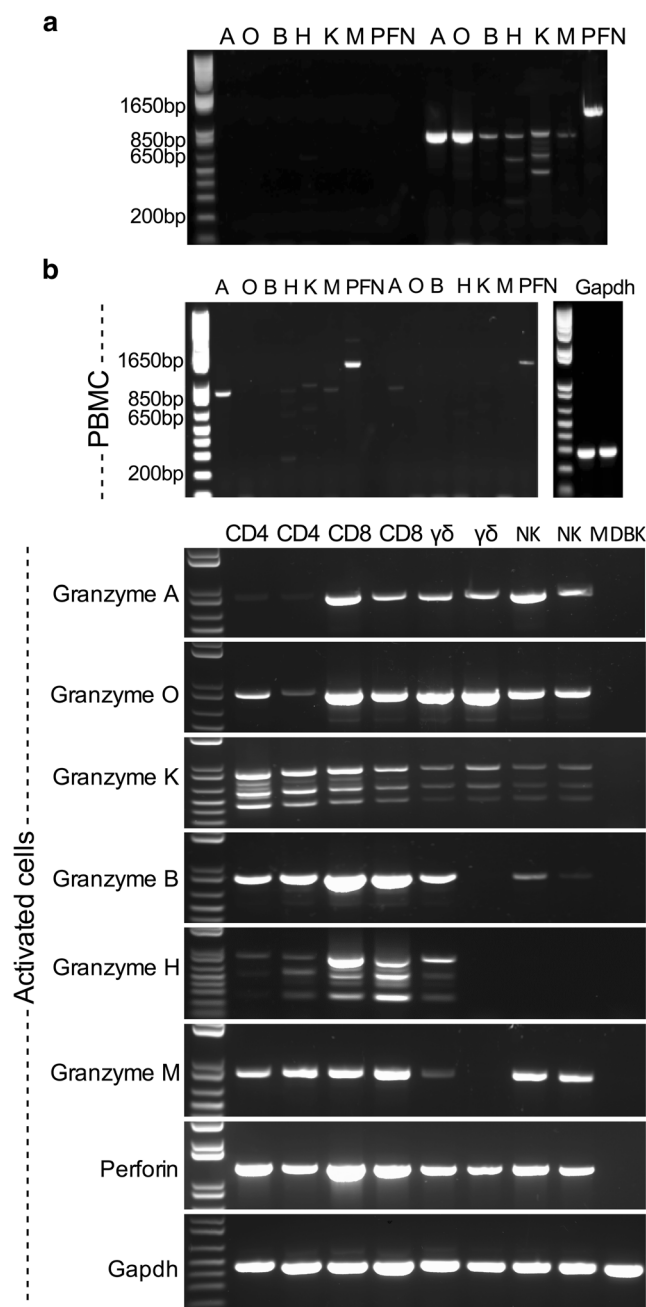 a
A O B H K M PFN A O B H K M PFN
1650bp
850bp
650bp
200bp
b
A O B H K M PFN A O B H K M PFN Gapdh
PBMC
1650bp
850bp
650bp
200bp
CD4 CD4 CD8 CD8 γδ γδ NK NK MDBK
Activated cells
Granzyme A
Granzyme O
Granzyme K
Granzyme B
Granzyme H
Granzyme M
Perforin
Gapdh